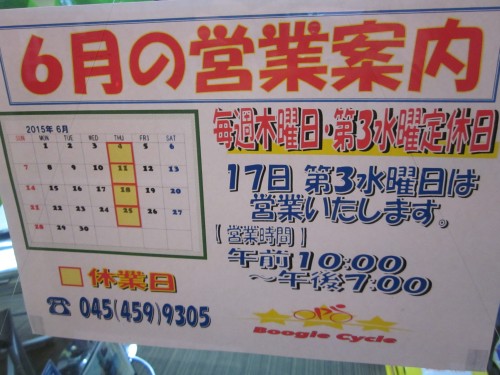 6月の営業案内
2015年 6月
SUN MON TUE WED THU FRI SAT
1 2 3 4 5 6
7 8 9 10 11 12 13
14 15 16 17 18 19 20
21 22 23 24 25 26 27
28 29 30
休業日
☎ 045(459)9305
毎週木曜日・第3水曜定休日
17日 第3水曜日は
営業いたします。
【営業時間】
午前10:00
～午後7:00
Boogie Cycle